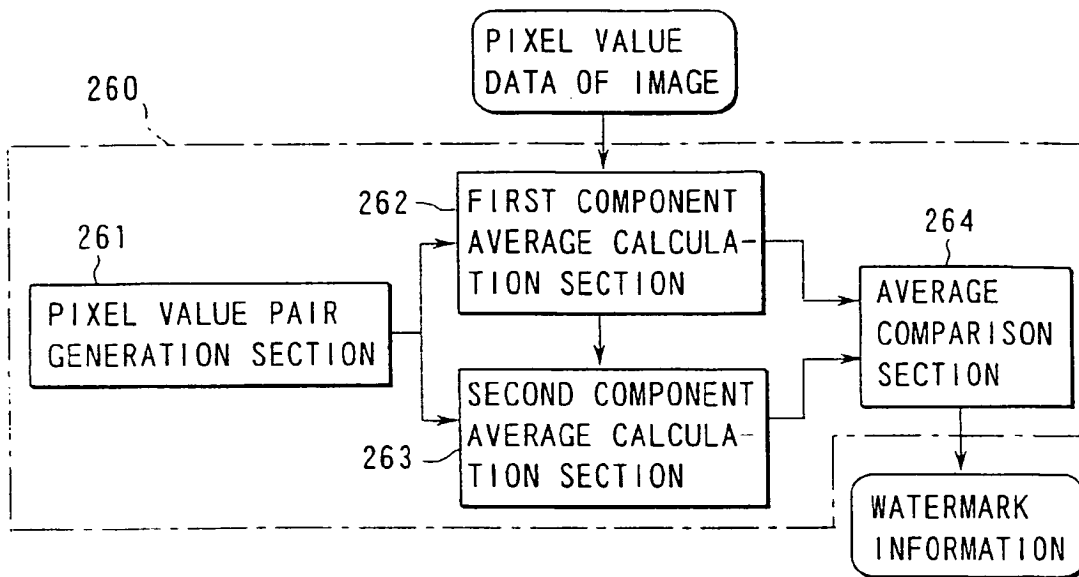 PIXEL VALUE
DATA OF IMAGE
260
262
FIRST COMPONENT
AVERAGE CALCULA-
TION SECTION
261
PIXEL VALUE PAIR
GENERATION SECTION
264
AVERAGE
COMPARISON
SECTION
263
SECOND COMPONENT
AVERAGE CALCULA-
TION SECTION
WATERMARK
INFORMATION